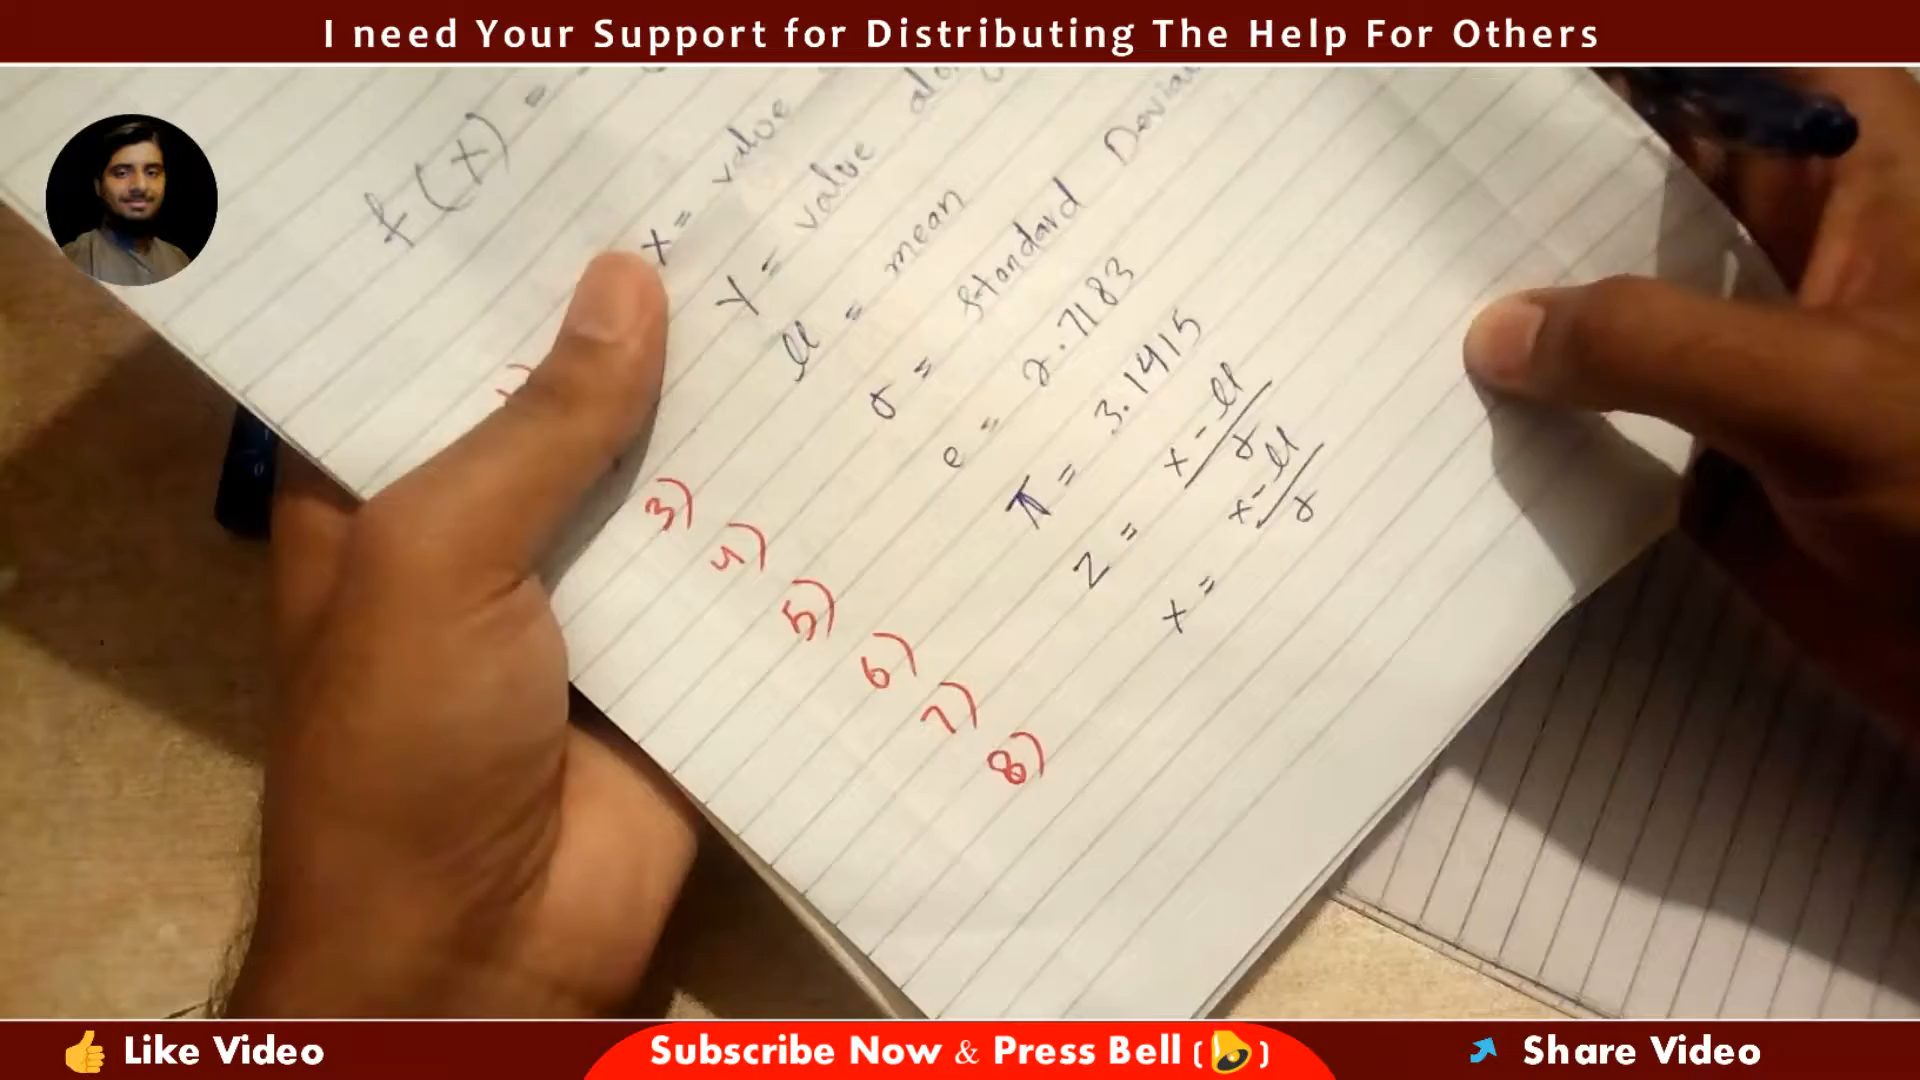 I need Your Support for Distributing The Help For Others
f(x) =
x = value
y = value
μ = mean
σ = standard
e = 2.7183
π = 3.1415
z = x-μ/σ
x = x-μ/σ
3)
4)
5)
6)
7)
8)
Like Video
Subscribe Now & Press Bell ( )
Share Video